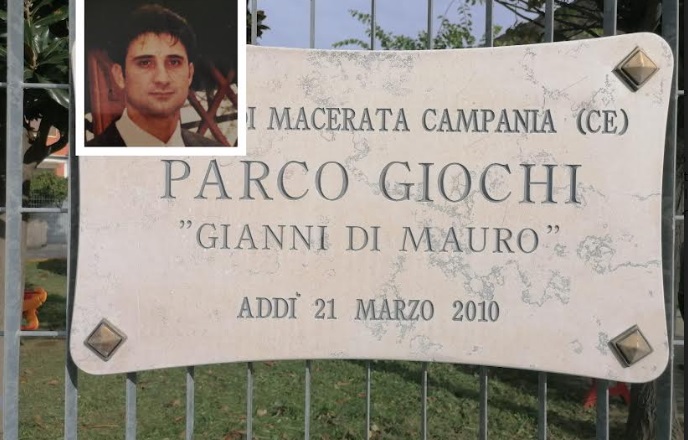 DI MACERATA CAMPANIA (CE)
PARCO GIOCHI
"GIANNI DI MAURO"
ADDÌ 21 MARZO 2010